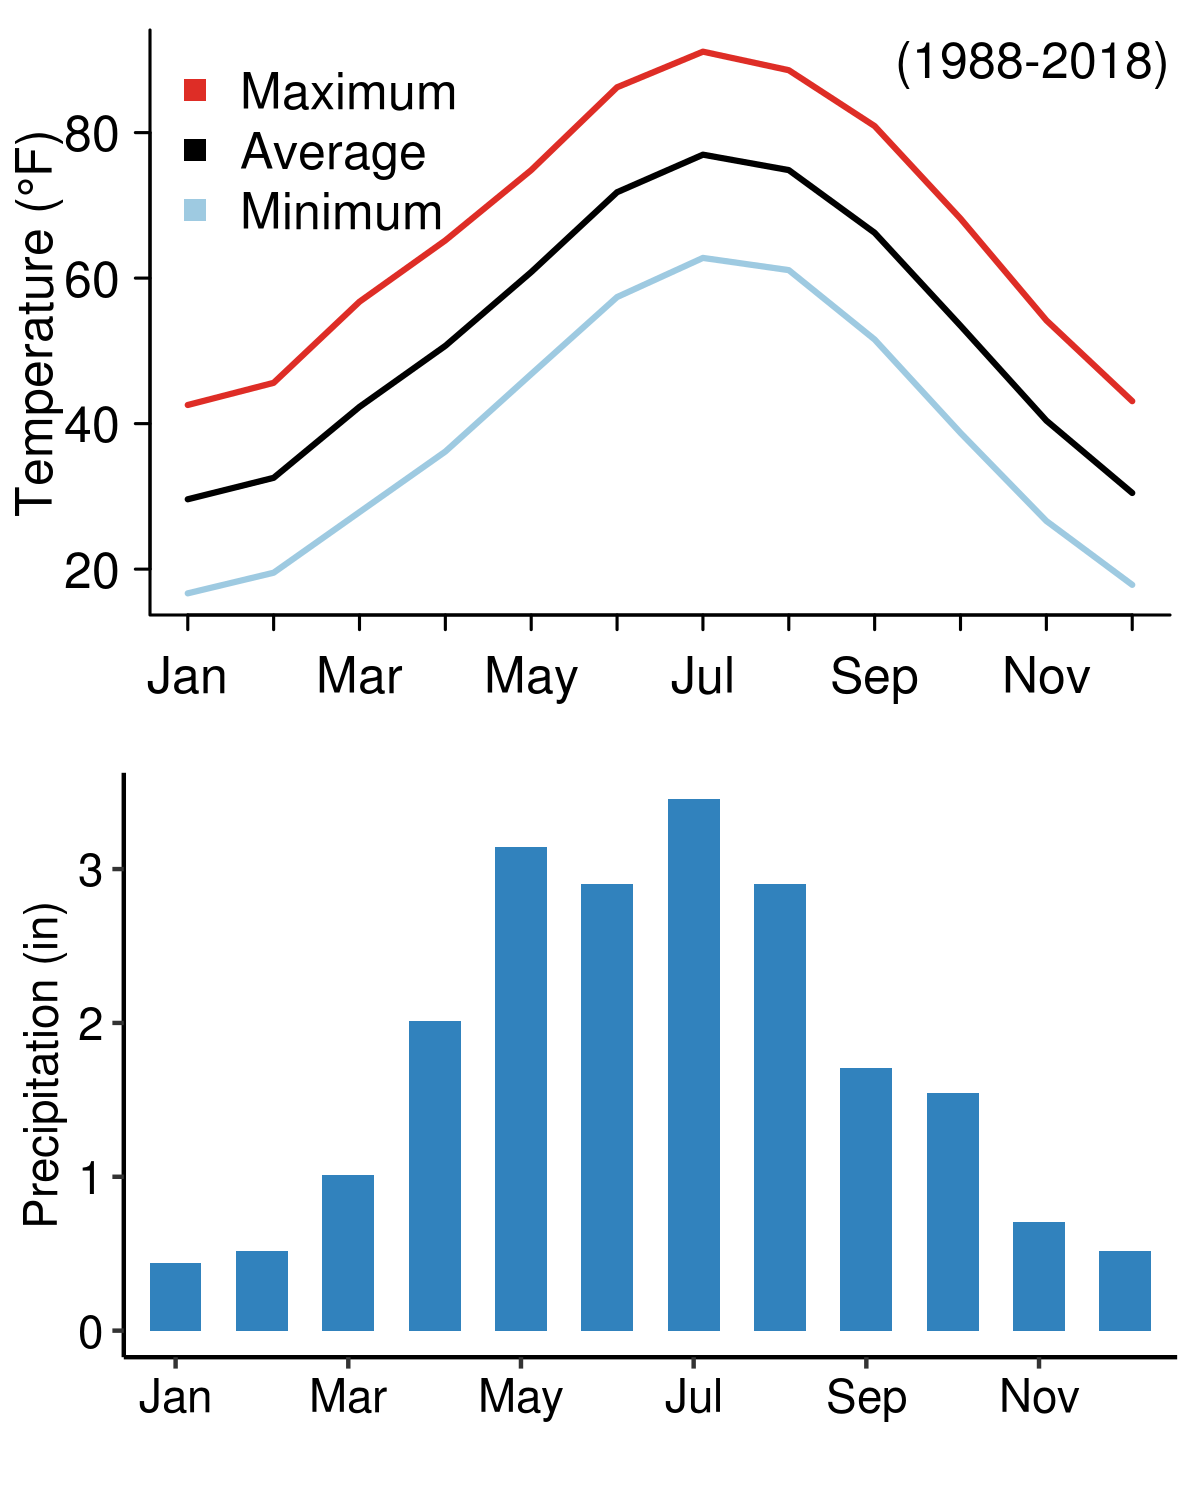 (1988-2018)
Maximum
Average
Minimum
Temperature (°F)
80
60
40
20
Jan Mar May Jul Sep Nov
Precipitation (in)
3
2
1
0
Jan Mar May Jul Sep Nov